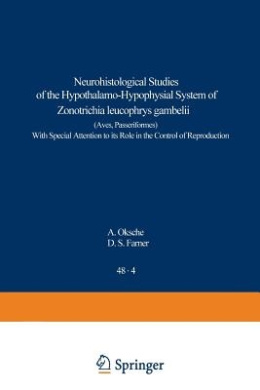 Neurohistological Studies
of the Hypothalamo-Hypophysial System of
Zonotrichia leucophrys gambelii
(Aves, Passeriformes)
With Special Attention to its Role in the Control of Reproduction
A. Oksche
D. S. Farner
48 - 4
Springer